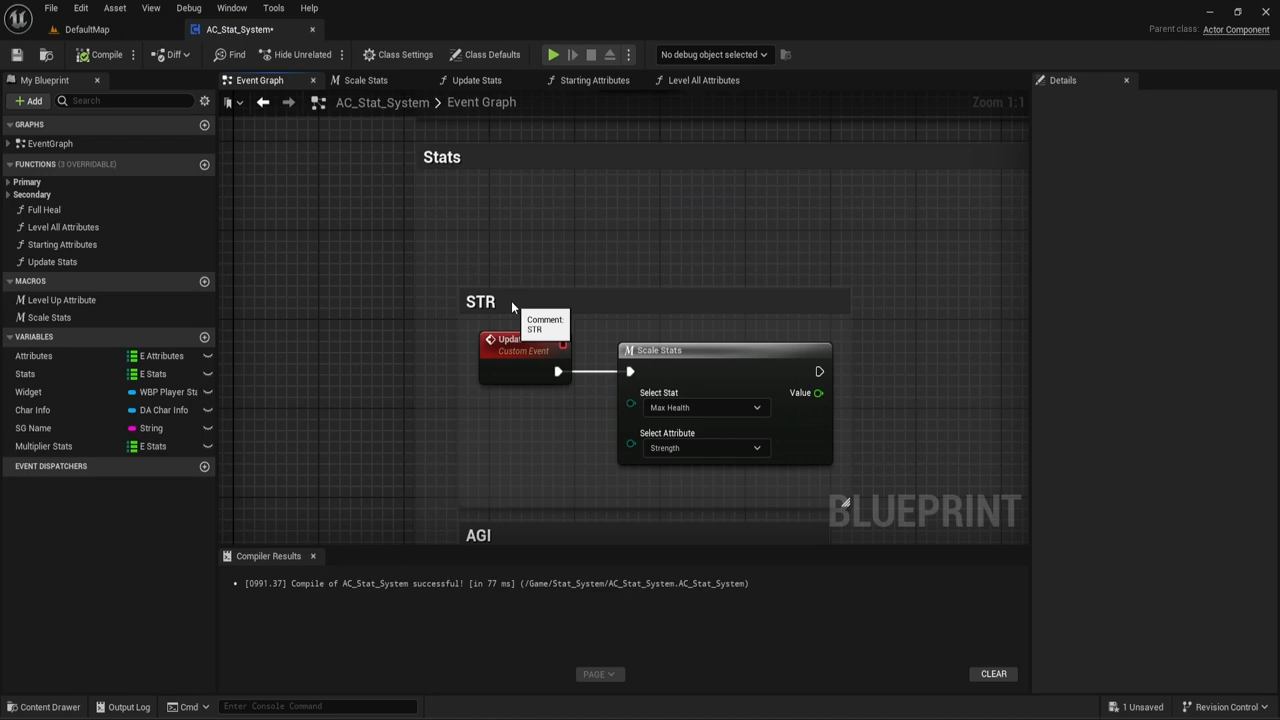 File Edit Asset View Debug Window Tools Help
DefaultMap
AC_Stat_System*
Parent class: Actor Component
Compile
Diff
Find
Hide Unrelated
Class Settings
Class Defaults
No debug object selected
My Blueprint
Event Graph
Scale Stats
Update Stats
Starting Attributes
Level All Attributes
Details
Add
Search
AC_Stat_System > Event Graph
Zoom 1:1
GRAPHS
EventGraph
FUNCTIONS (3 OVERRIDABLE)
Primary
Secondary
Full Heal
Level All Attributes
Starting Attributes
Update Stats
MACROS
Level Up Attribute
Scale Stats
VARIABLES
Attributes E Attributes
Stats E Stats
Widget WBP Player Sta
Char Info DA Char Info
SG Name String
Multiplier Stats E Stats
EVENT DISPATCHERS
Stats
STR
Comment:
STR
Custom Event
Scale Stats
Select Stat
Value
Max Health
Select Attribute
Strength
AGI
BLUEPRINT
Compiler Results
[0991.37] Compile of AC_Stat_System successful! [in 77 ms] (/Game/Stat_System/AC_Stat_System.AC_Stat_System)
PAGE
CLEAR
Content Drawer
Output Log
Cmd
Enter Console Command
1 Unsaved
Revision Control